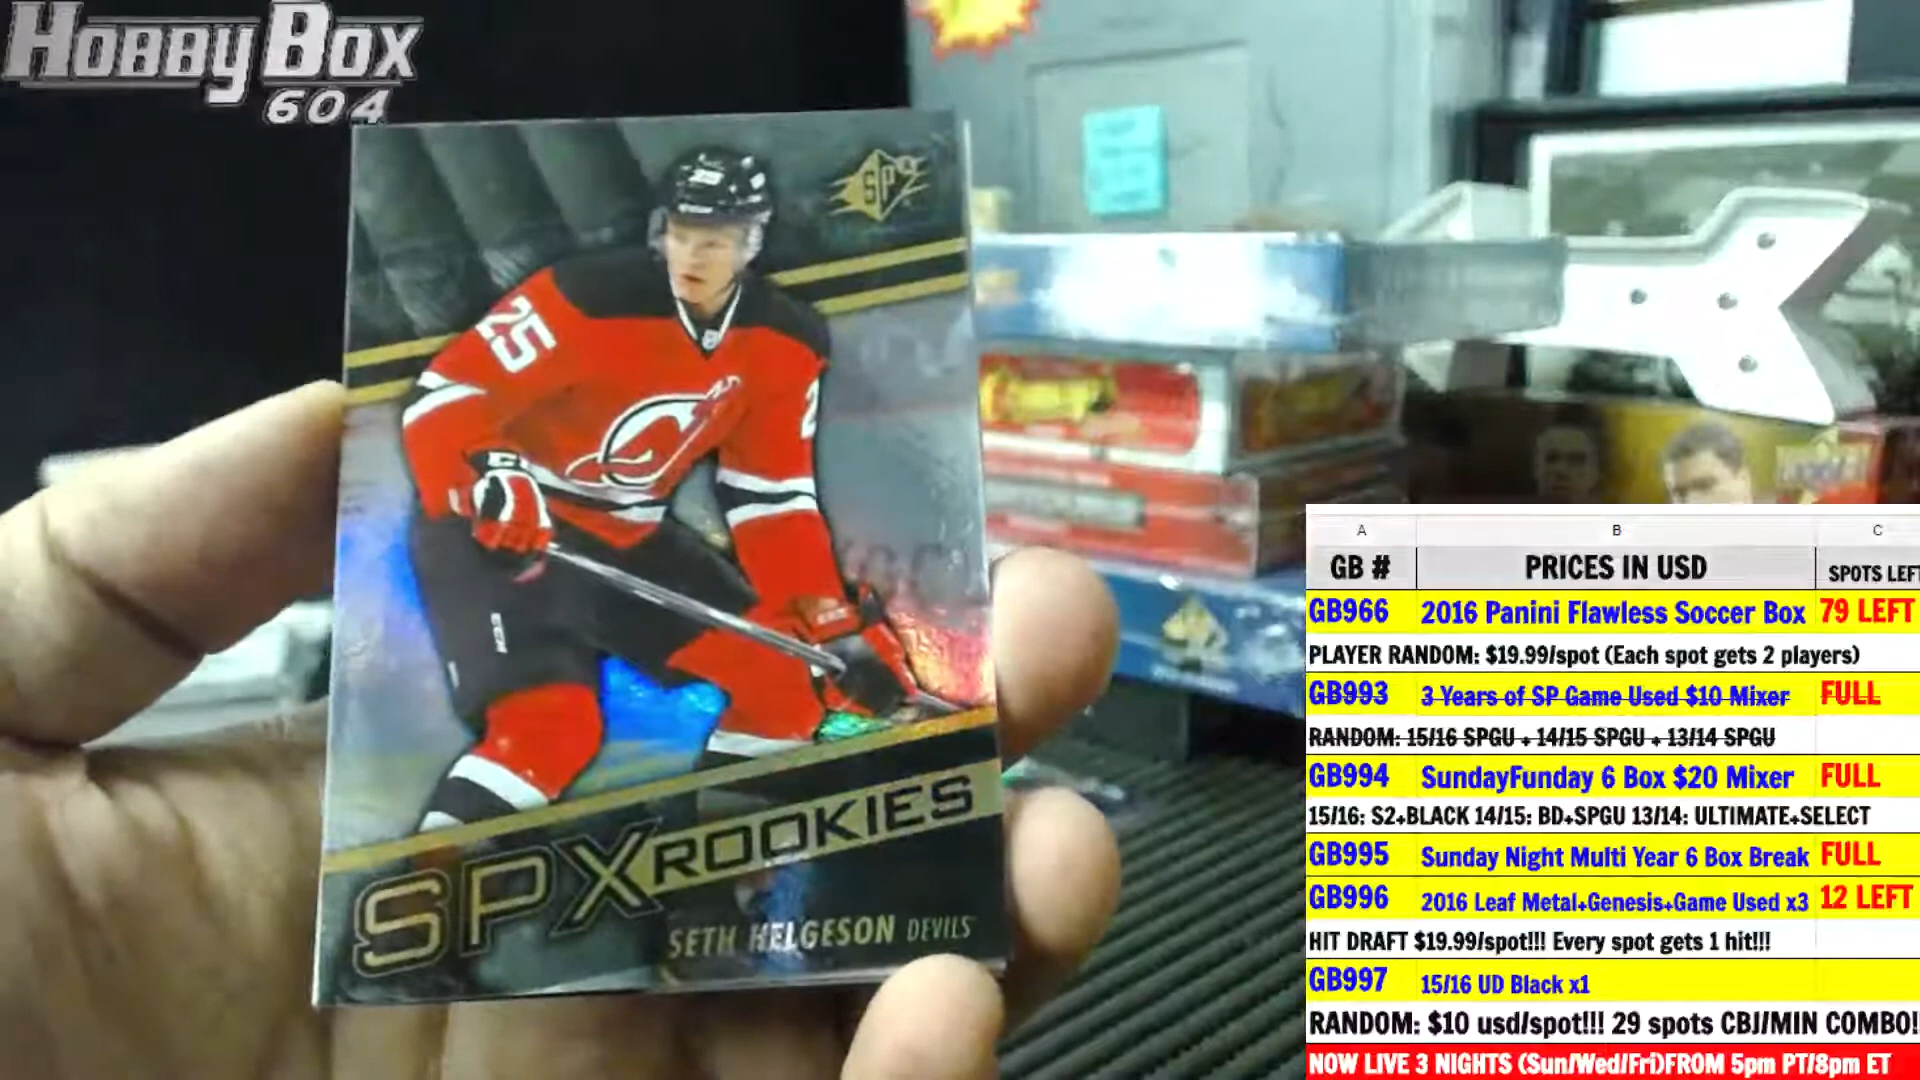 HOBBY BOX
604
SPX
25
CCM
SPX ROOKIES
SETH HELGESON DEVILS
A B C
GB # PRICES IN USD SPOTS LEFT
GB966 2016 Panini Flawless Soccer Box 79 LEFT
PLAYER RANDOM: $19.99/spot (Each spot gets 2 players)
GB993 3 Years of SP Game Used $10 Mixer FULL
RANDOM: 15/16 SPGU + 14/15 SPGU + 13/14 SPGU
GB994 SundayFunday 6 Box $20 Mixer FULL
15/16: S2+BLACK 14/15: BD+SPGU 13/14: ULTIMATE+SELECT
GB995 Sunday Night Multi Year 6 Box Break FULL
GB996 2016 Leaf Metal+Genesis+Game Used x3 12 LEFT
HIT DRAFT $19.99/spot!!! Every spot gets 1 hit!!!
GB997 15/16 UD Black x1
RANDOM: $10 usd/spot!!! 29 spots CBJ/MIN COMBO!!
NOW LIVE 3 NIGHTS (Sun/Wed/Fri)FROM 5pm PT/8pm ET